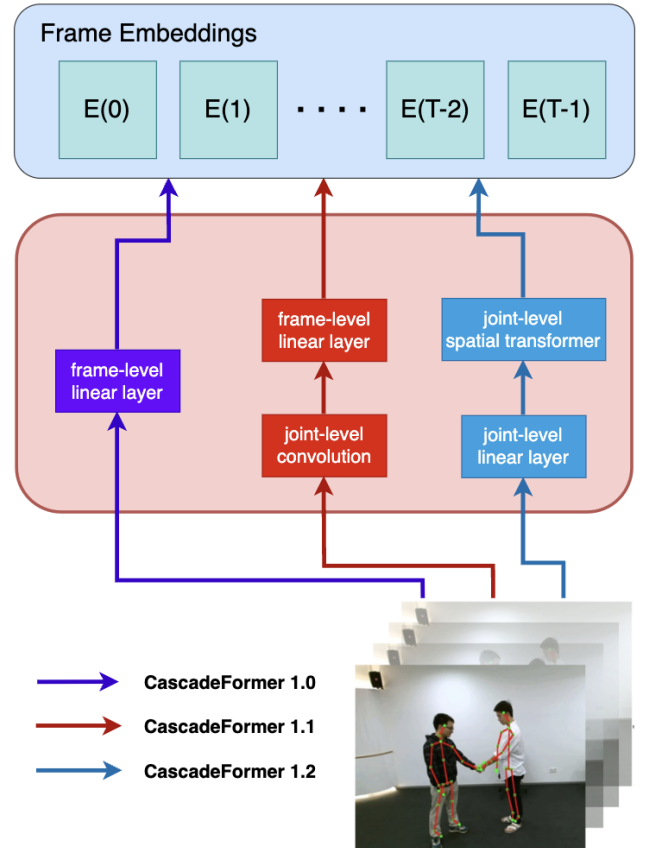 Frame Embeddings
E(0)
E(1)
. . . .
E(T-2)
E(T-1)
frame-level
linear layer
frame-level
linear layer
joint-level
convolution
joint-level
spatial transformer
joint-level
linear layer
CascadeFormer 1.0
CascadeFormer 1.1
CascadeFormer 1.2